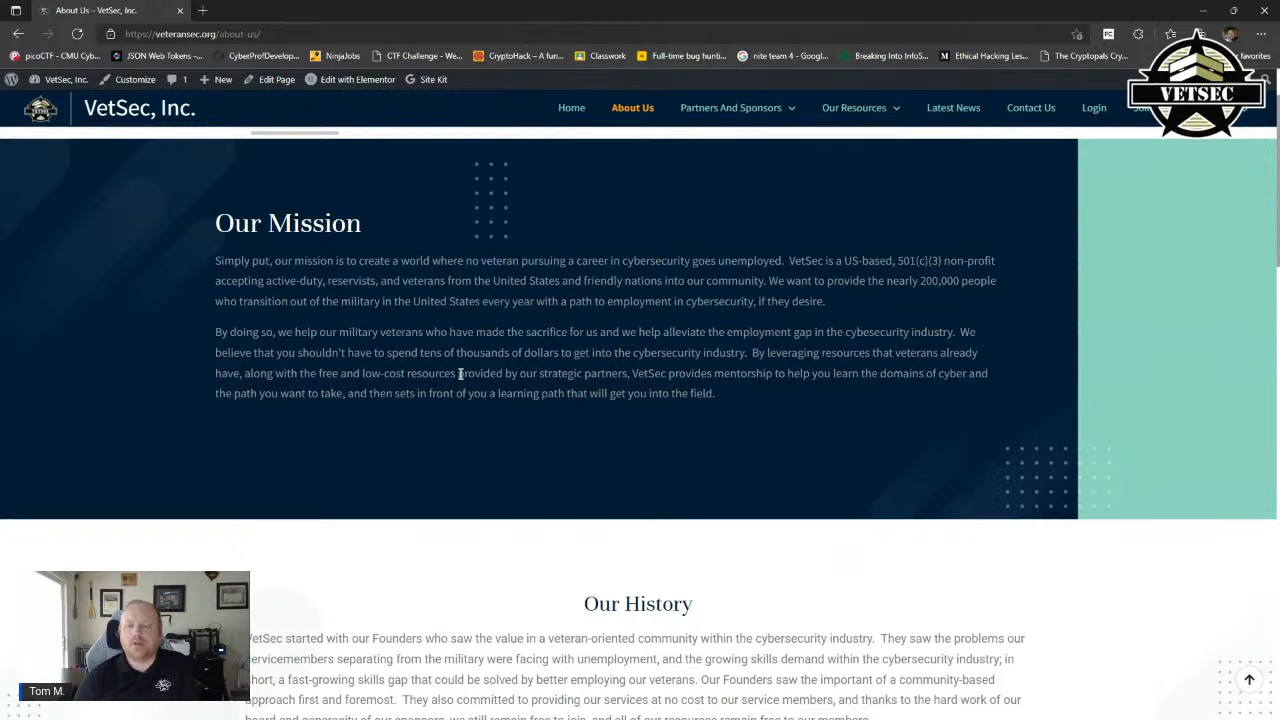 About Us – VetSec, Inc.
https://veteransec.org/about-us/
picoCTF - CMU Cyb... JSON Web Tokens -... CyberProfDevelop... NinjaJobs CTF Challenge - We... CryptoHack – A fun... Classwork Full-time bug hunti... nite team 4 - Googl... Breaking Into InfoS... Ethical Hacking Les... The Cryptopals Cry... favorites
VetSec, Inc. Customize 1 New Edit Page Edit with Elementor Site Kit
VETSEC
VetSec, Inc.
Home About Us Partners And Sponsors Our Resources Latest News Contact Us Login
Our Mission
Simply put, our mission is to create a world where no veteran pursuing a career in cybersecurity goes unemployed. VetSec is a US-based, 501(c)(3) non-profit
accepting active-duty, reservists, and veterans from the United States and friendly nations into our community. We want to provide the nearly 200,000 people
who transition out of the military in the United States every year with a path to employment in cybersecurity, if they desire.
By doing so, we help our military veterans who have made the sacrifice for us and we help alleviate the employment gap in the cybesecurity industry. We
believe that you shouldn't have to spend tens of thousands of dollars to get into the cybersecurity industry. By leveraging resources that veterans already
have, along with the free and low-cost resources provided by our strategic partners, VetSec provides mentorship to help you learn the domains of cyber and
the path you want to take, and then sets in front of you a learning path that will get you into the field.
Our History
VetSec started with our Founders who saw the value in a veteran-oriented community within the cybersecurity industry. They saw the problems our
servicemembers separating from the military were facing with unemployment, and the growing skills demand within the cybersecurity industry; in
short, a fast-growing skills gap that could be solved by better employing our veterans. Our Founders saw the important of a community-based
approach first and foremost. They also committed to providing our services at no cost to our service members, and thanks to the hard work of our
board and generosity of our sponsors, we still remain free to join, and all of our resources remain free to our members.
Tom M.